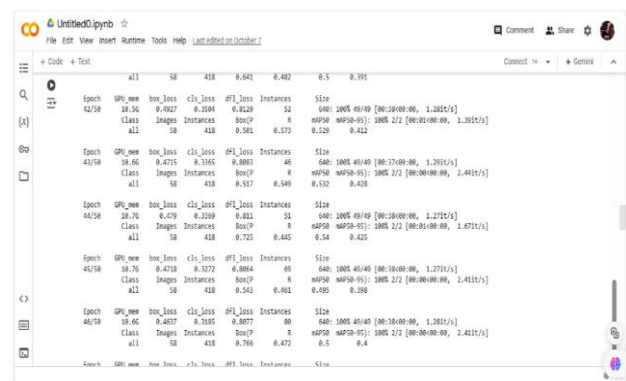 CO Untitled0.ipynb ☆
File Edit View Insert Runtime Tools Help Last edited on October 7
Comment Share
+ Code + Text Connect T4 + Gemini
all 58 418 0.641 0.482 0.5 0.391
Epoch GPU_mem box_loss cls_loss dfl_loss Instances Size
42/50 10.5G 0.4927 0.3504 0.8129 52 640: 100% 49/49 [00:38<00:00, 1.28it/s]
Class Images Instances Box(P R mAP50 mAP50-95): 100% 2/2 [00:01<00:00, 1.39it/s]
all 58 418 0.501 0.573 0.529 0.412
Epoch GPU_mem box_loss cls_loss dfl_loss Instances Size
43/50 10.6G 0.4715 0.3365 0.8083 46 640: 100% 49/49 [00:37<00:00, 1.29it/s]
Class Images Instances Box(P R mAP50 mAP50-95): 100% 2/2 [00:00<00:00, 2.44it/s]
all 58 418 0.517 0.549 0.532 0.428
Epoch GPU_mem box_loss cls_loss dfl_loss Instances Size
44/50 10.7G 0.479 0.3369 0.811 51 640: 100% 49/49 [00:38<00:00, 1.27it/s]
Class Images Instances Box(P R mAP50 mAP50-95): 100% 2/2 [00:01<00:00, 1.67it/s]
all 58 418 0.725 0.445 0.54 0.425
Epoch GPU_mem box_loss cls_loss dfl_loss Instances Size
45/50 10.7G 0.4718 0.3272 0.8064 69 640: 100% 49/49 [00:38<00:00, 1.27it/s]
Class Images Instances Box(P R mAP50 mAP50-95): 100% 2/2 [00:00<00:00, 2.41it/s]
all 58 418 0.543 0.461 0.495 0.398
Epoch GPU_mem box_loss cls_loss dfl_loss Instances Size
46/50 10.6G 0.4637 0.3185 0.8077 80 640: 100% 49/49 [00:38<00:00, 1.28it/s]
Class Images Instances Box(P R mAP50 mAP50-95): 100% 2/2 [00:00<00:00, 2.41it/s]
all 58 418 0.766 0.472 0.5 0.4
Epoch GPU_mem box_loss cls_loss dfl_loss Instances Size